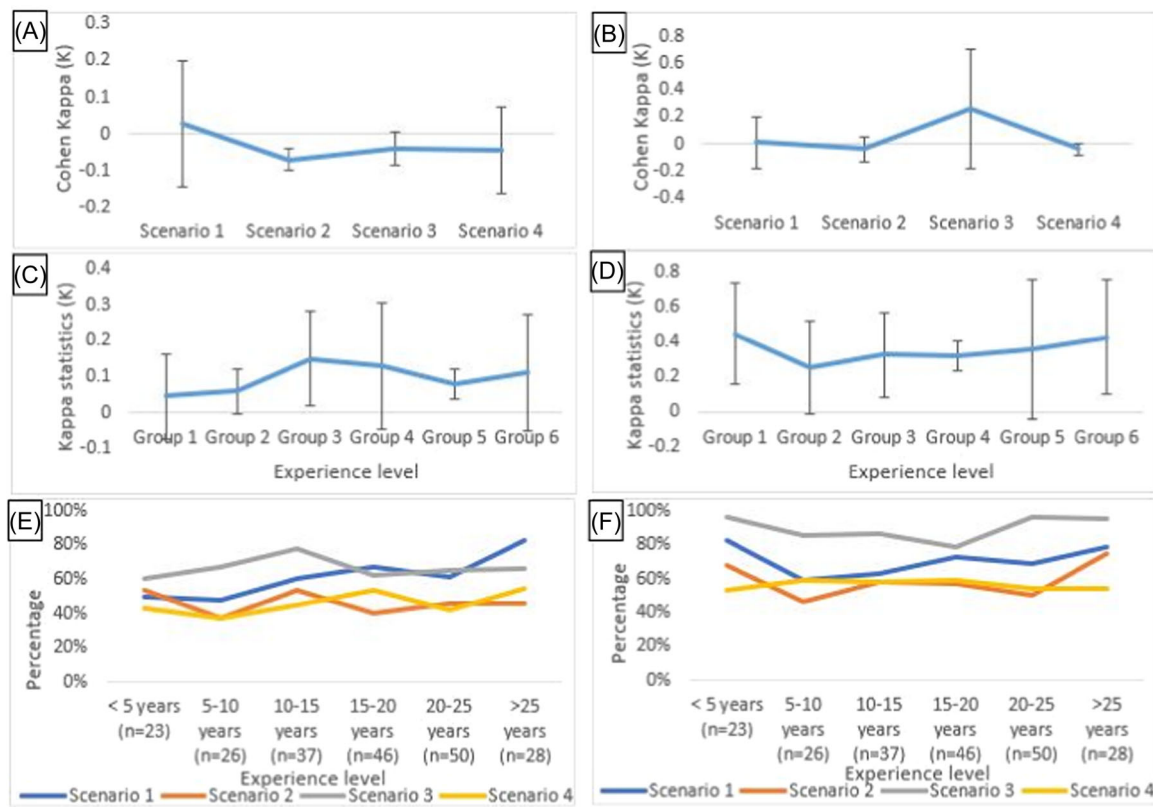 (A)
Cohen Kappa (K)
0.3
0.2
0.1
0
-0.1
-0.2
Scenario 1 Scenario 2 Scenario 3 Scenario 4
(B)
Cohen Kappa (K)
0.8
0.6
0.4
0.2
0
-0.2
-0.4
Scenario 1 Scenario 2 Scenario 3 Scenario 4
(C)
Kappa statistics (K)
0.4
0.3
0.2
0.1
0
-0.1
Group 1 Group 2 Group 3 Group 4 Group 5 Group 6
Experience level
(D)
Kappa statistics (K)
0.8
0.6
0.4
0.2
0
-0.2
Group 1 Group 2 Group 3 Group 4 Group 5 Group 6
Experience level
(E)
Percentage
100%
80%
60%
40%
20%
0%
< 5 years 5-10 10-15 15-20 20-25 >25
(n=23) years years years years years
(n=26) (n=37) (n=46) (n=50) (n=28)
Experience level
Scenario 1 Scenario 2 Scenario 3 Scenario 4
(F)
Percentage
100%
80%
60%
40%
20%
0%
< 5 years 5-10 10-15 15-20 20-25 >25
(n=23) years years years years years
(n=26) (n=37) (n=46) (n=50) (n=28)
Experience level
Scenario 1 Scenario 2 Scenario 3 Scenario 4